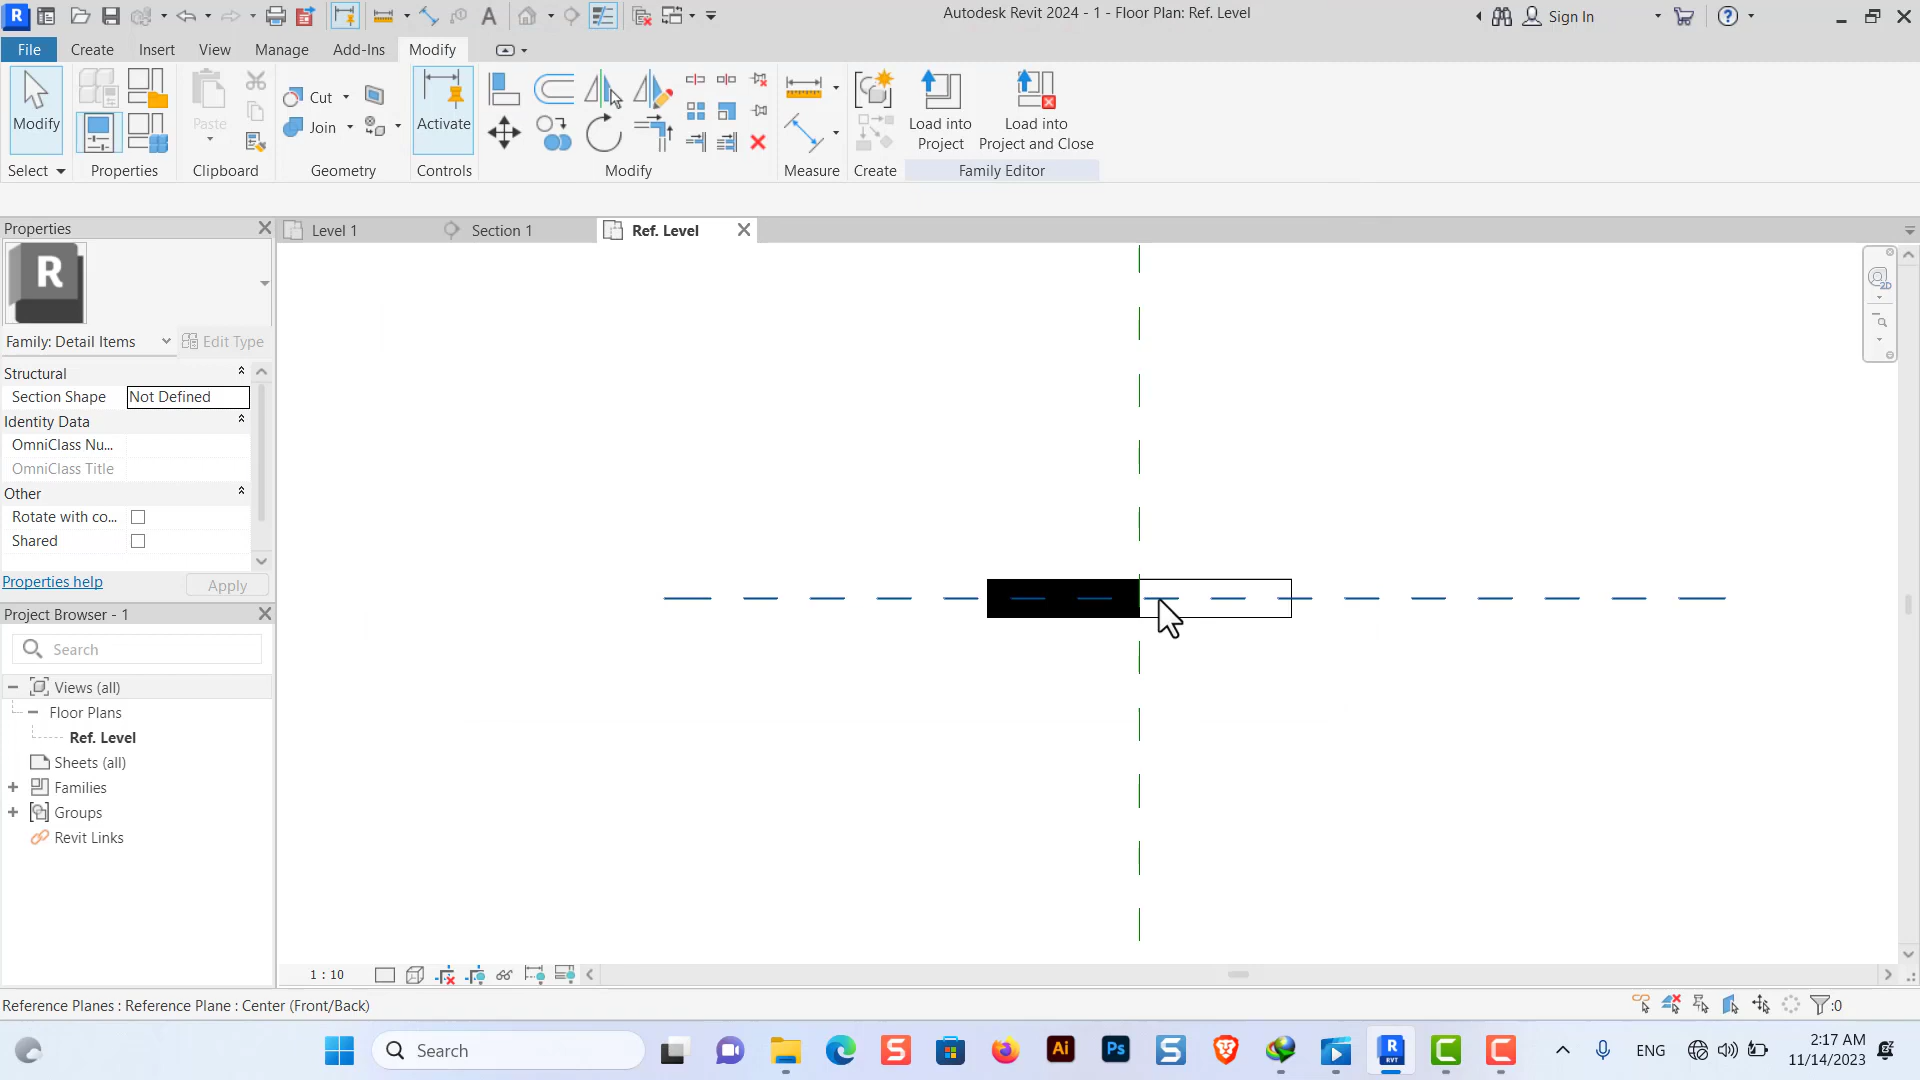 Autodesk Revit 2024 - 1 - Floor Plan: Ref. Level
Sign In
File Create Insert View Manage Add-Ins Modify
Modify
Paste
Cut
Join
Activate
Load into
Project
Load into
Project and Close
Select Properties Clipboard Geometry Controls Modify Measure Create Family Editor
Properties
Level 1
Section 1
Ref. Level
R
2D
Family: Detail Items
Edit Type
Structural
Section Shape Not Defined
Identity Data
OmniClass Nu...
OmniClass Title
Other
Rotate with co...
Shared
Properties help
Apply
Project Browser - 1
Search
Views (all)
Floor Plans
Ref. Level
Sheets (all)
Families
Groups
Revit Links
1 : 10
Reference Planes : Reference Plane : Center (Front/Back)
:0
Search
Ai
Ps
S
S
R
RVT
C
C
ENG
2:17 AM
11/14/2023